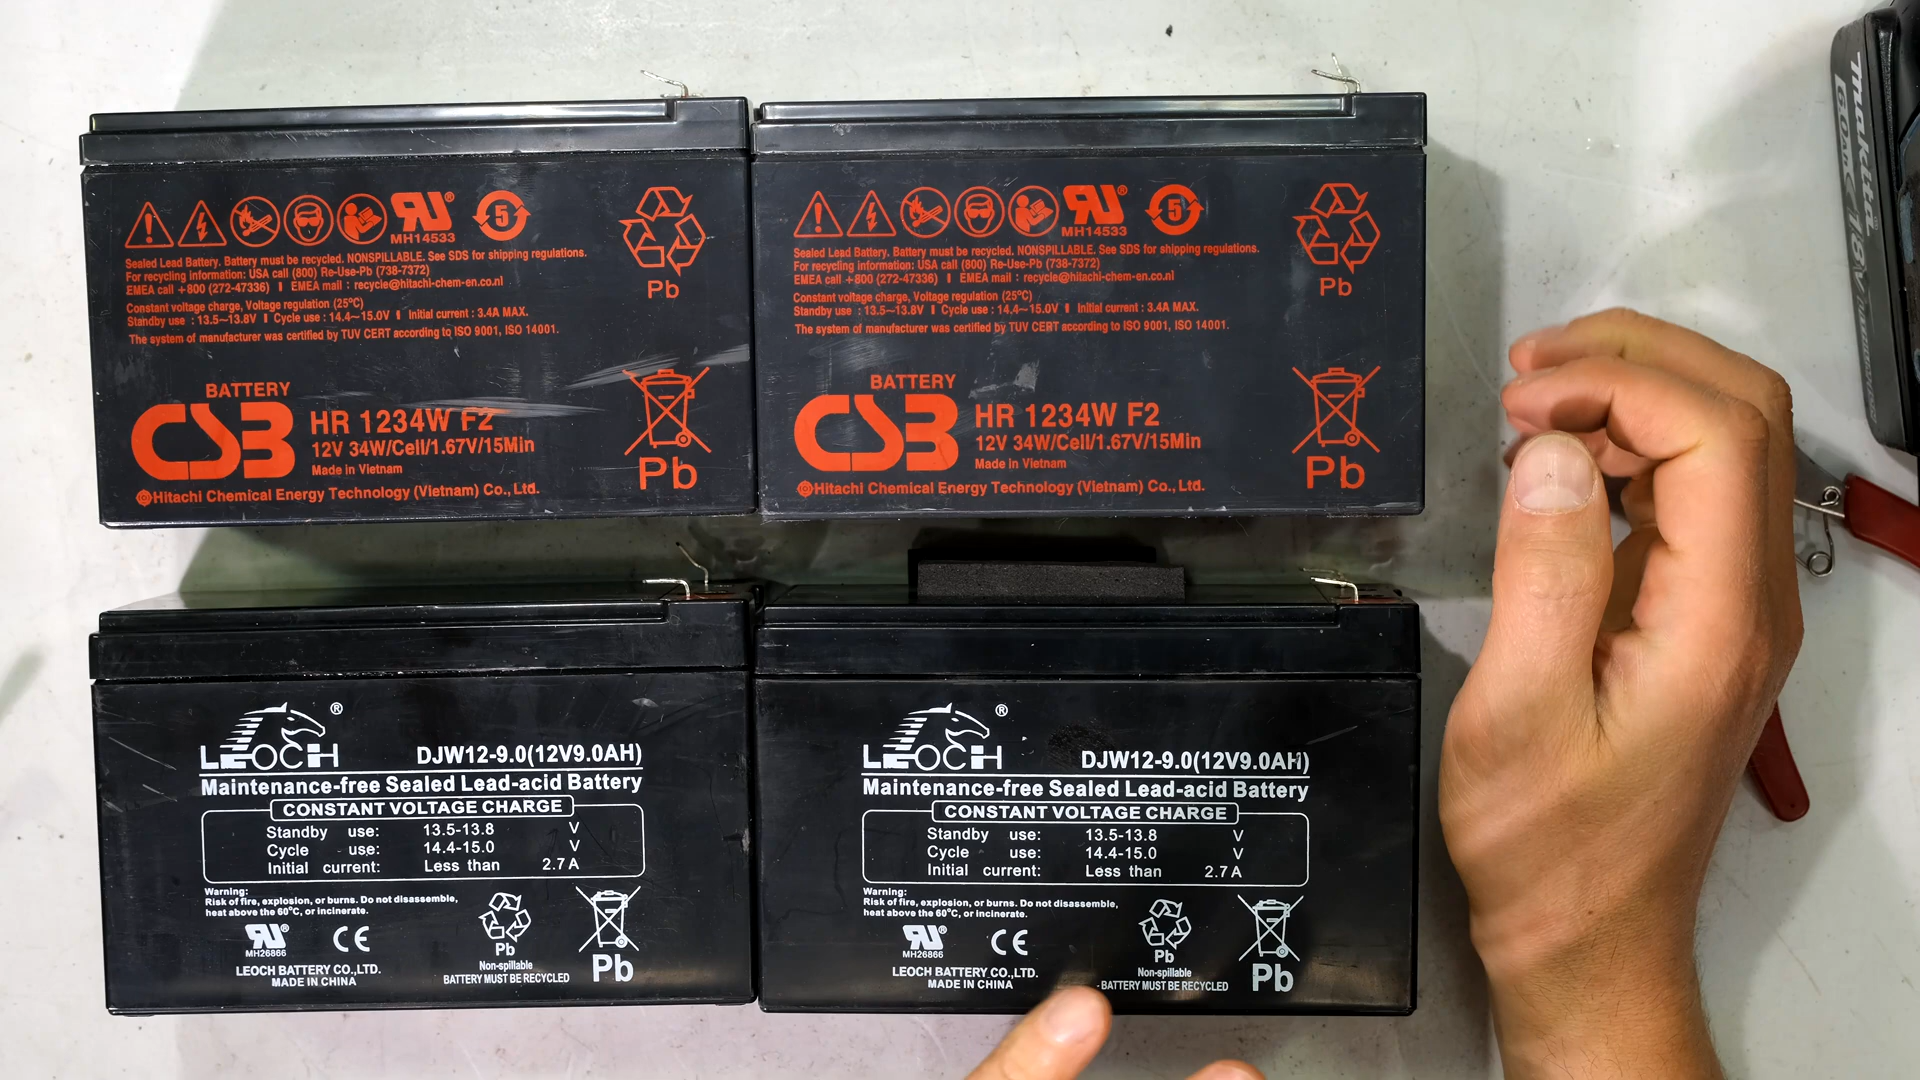 5
MH14533
Sealed Lead Battery. Battery must be recycled. NONSPILLABLE. See SDS for shipping regulations.
For recycling information: USA call (800) Re-Use-Pb (738-7372)
EMEA call +800 (272-47336) EMEA mail : recycle@hitachi-chem-en.co.nl
Pb
Constant voltage charge, Voltage regulation (25°C)
Standby use : 13.5~13.8V Cycle use : 14.4~15.0V Initial current : 3.4A MAX.
The system of manufacturer was certified by TUV CERT according to ISO 9001, ISO 14001.
BATTERY
CSB
HR 1234W F2
12V 34W/Cell/1.67V/15Min
Made in Vietnam
Pb
Hitachi Chemical Energy Technology (Vietnam) Co., Ltd.
5
MH14533
Sealed Lead Battery. Battery must be recycled. NONSPILLABLE. See SDS for shipping regulations.
For recycling information: USA call (800) Re-Use-Pb (738-7372)
EMEA call +800 (272-47336) EMEA mail : recycle@hitachi-chem-en.co.nl
Pb
Constant voltage charge, Voltage regulation (25°C)
Standby use : 13.5~13.8V Cycle use : 14.4~15.0V Initial current : 3.4A MAX.
The system of manufacturer was certified by TUV CERT according to ISO 9001, ISO 14001.
BATTERY
CSB
HR 1234W F2
12V 34W/Cell/1.67V/15Min
Made in Vietnam
Pb
Hitachi Chemical Energy Technology (Vietnam) Co., Ltd.
makita
18V
LEOCH® DJW12-9.0(12V9.0AH)
Maintenance-free Sealed Lead-acid Battery
CONSTANT VOLTAGE CHARGE
Standby use: 13.5-13.8 V
Cycle use: 14.4-15.0 V
Initial current: Less than 2.7A
Warning:
Risk of fire, explosion, or burns. Do not disassemble,
heat above the 60°C, or incinerate.
MH26866
CE
Pb
Non-spillable
BATTERY MUST BE RECYCLED
Pb
LEOCH BATTERY CO.,LTD.
MADE IN CHINA
LEOCH® DJW12-9.0(12V9.0AH)
Maintenance-free Sealed Lead-acid Battery
CONSTANT VOLTAGE CHARGE
Standby use: 13.5-13.8 V
Cycle use: 14.4-15.0 V
Initial current: Less than 2.7A
Warning:
Risk of fire, explosion, or burns. Do not disassemble,
heat above the 60°C, or incinerate.
MH26866
CE
Pb
Non-spillable
BATTERY MUST BE RECYCLED
Pb
LEOCH BATTERY CO.,LTD.
MADE IN CHINA